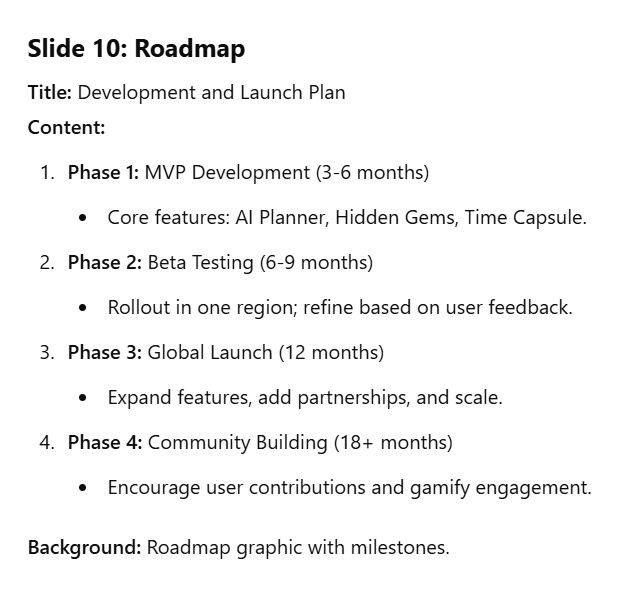 Slide 10: Roadmap
Title: Development and Launch Plan
Content:
1. Phase 1: MVP Development (3-6 months)
• Core features: AI Planner, Hidden Gems, Time Capsule.
2. Phase 2: Beta Testing (6-9 months)
• Rollout in one region; refine based on user feedback.
3. Phase 3: Global Launch (12 months)
• Expand features, add partnerships, and scale.
4. Phase 4: Community Building (18+ months)
• Encourage user contributions and gamify engagement.
Background: Roadmap graphic with milestones.